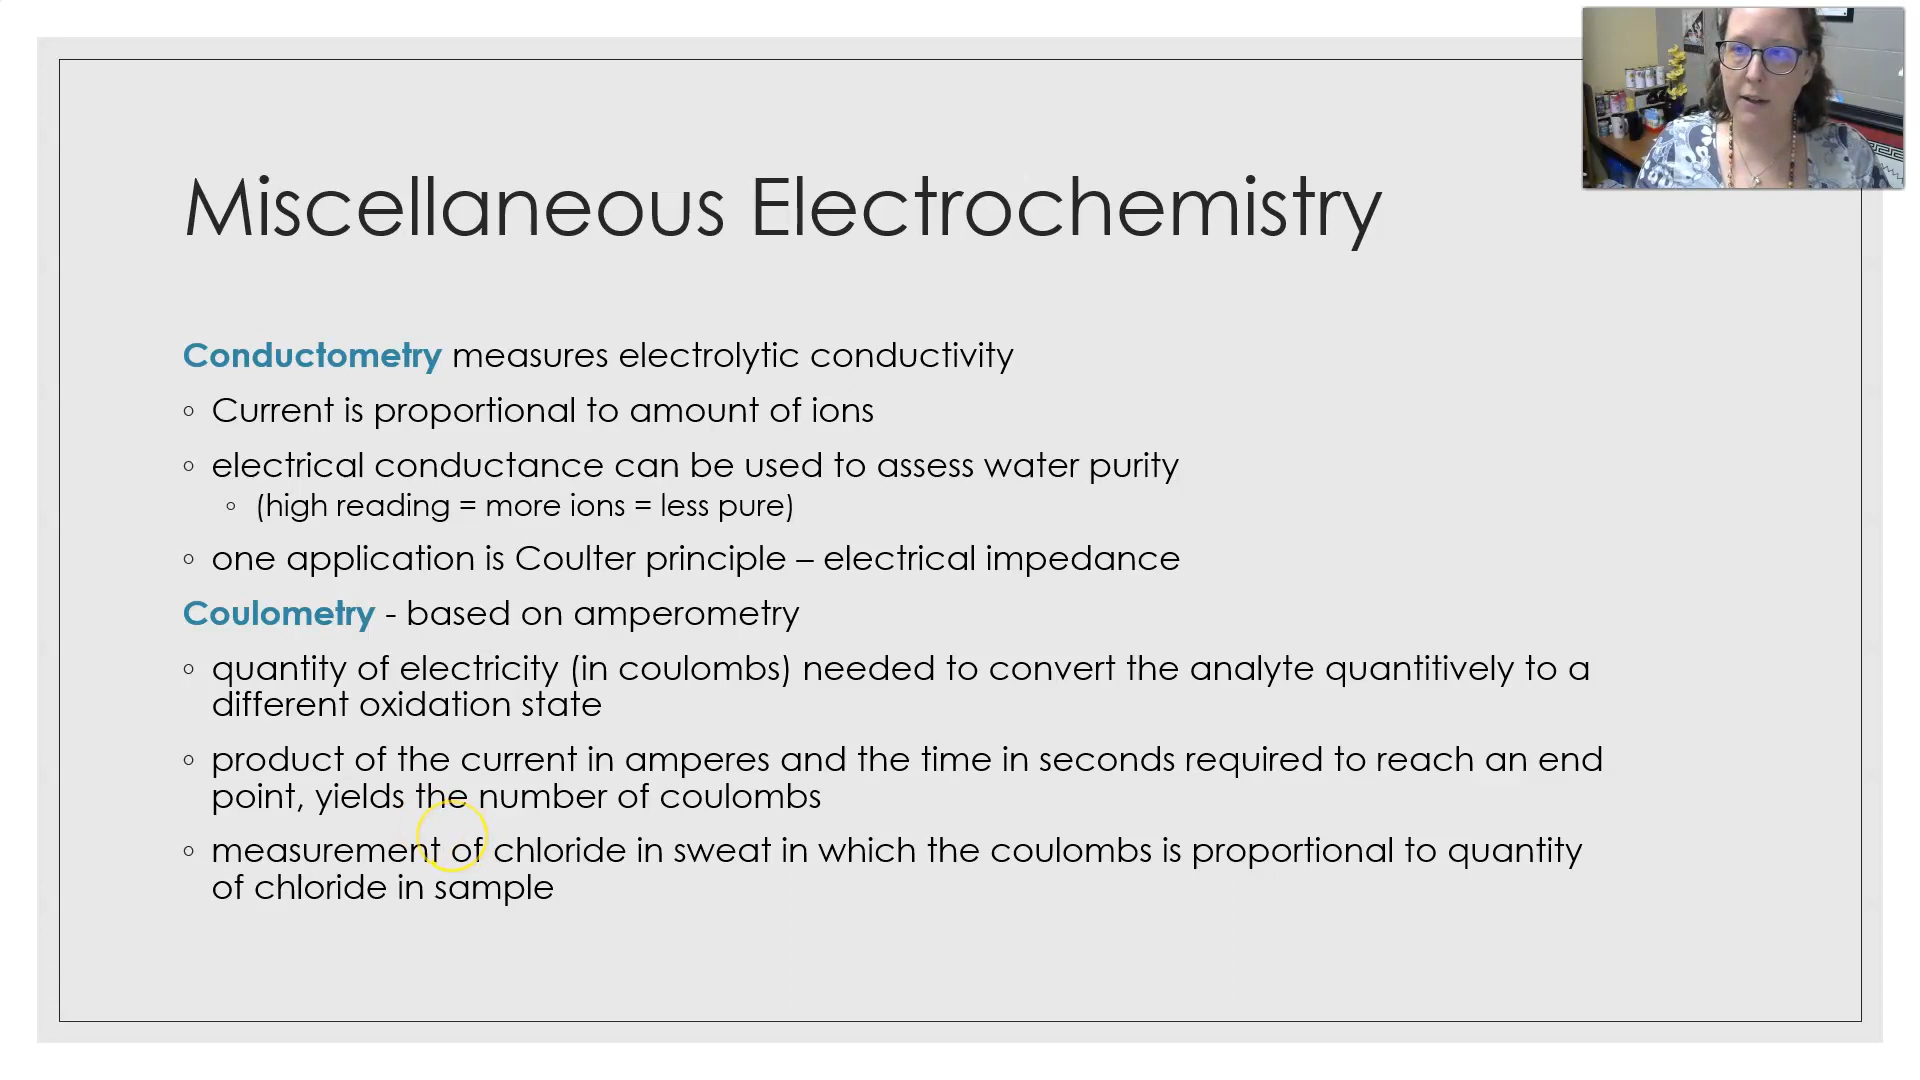 Miscellaneous Electrochemistry
Conductometry measures electrolytic conductivity
◦ Current is proportional to amount of ions
◦ electrical conductance can be used to assess water purity
◦ (high reading = more ions = less pure)
◦ one application is Coulter principle – electrical impedance
Coulometry - based on amperometry
◦ quantity of electricity (in coulombs) needed to convert the analyte quantitively to a
different oxidation state
◦ product of the current in amperes and the time in seconds required to reach an end
point, yields the number of coulombs
◦ measurement of chloride in sweat in which the coulombs is proportional to quantity
of chloride in sample